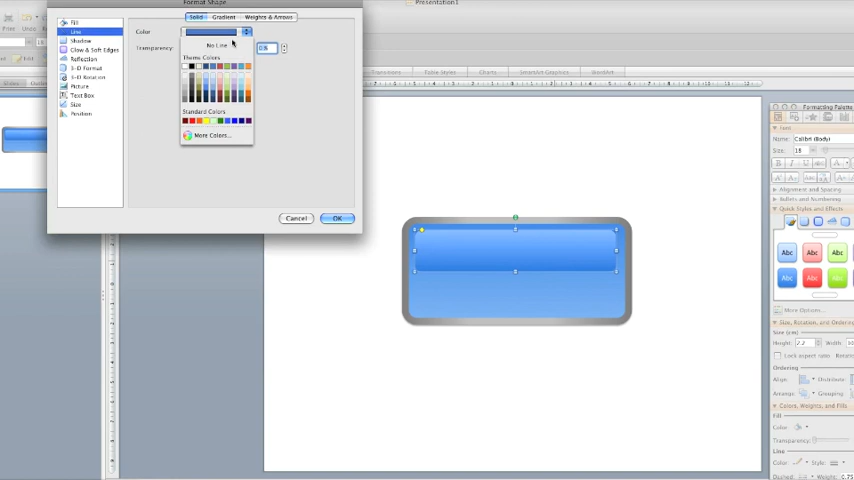 Format Shape
Presentation1
Fill
Line
Shadow
Glow & Soft Edges
Reflection
3-D Format
3-D Rotation
Picture
Text Box
Size
Position
Solid
Gradient
Weights & Arrows
Color
Transparency:
No Line
Theme Colors
Standard Colors
More Colors...
Cancel
OK
Transitions
Table Styles
Charts
SmartArt Graphics
WordArt
Formatting Palette
Font
Name:
Calibri (Body)
Size:
18
Alignment and Spacing
Bullets and Numbering
Quick Styles and Effects
Abc
Abc
Abc
Abc
Abc
Abc
More Options...
Size, Rotation, and Ordering
Size (cm)
Height:
Width:
Lock aspect ratio
Ordering
Align:
Distribute:
Arrange:
Grouping:
Colors, Weights, and Fills
Fill
Color:
Transparency:
Line
Color:
Style:
Dashed:
Weight:
0.75